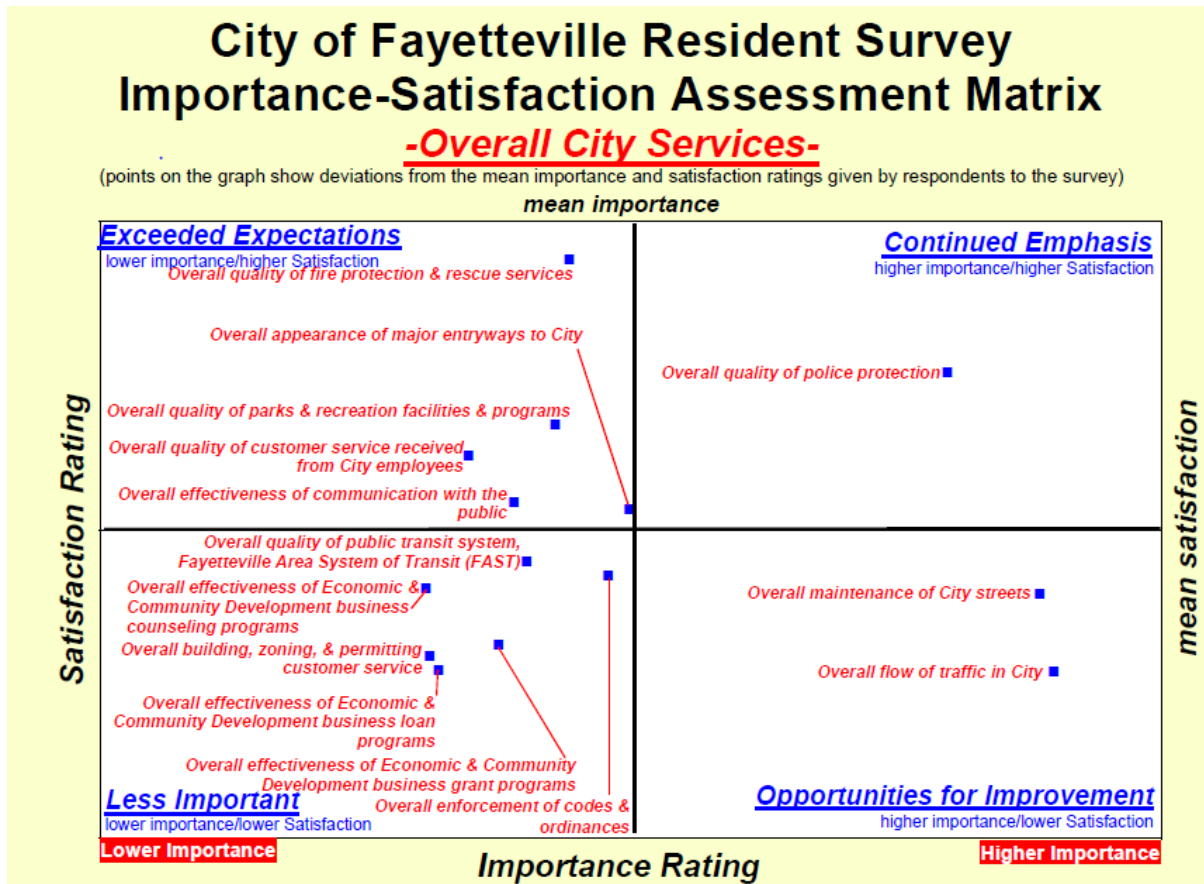 City of Fayetteville Resident Survey
Importance-Satisfaction Assessment Matrix
-Overall City Services-
(points on the graph show deviations from the mean importance and satisfaction ratings given by respondents to the survey)
mean importance
Exceeded Expectations
lower importance/higher Satisfaction
Continued Emphasis
higher importance/higher Satisfaction
Overall quality of fire protection & rescue services
Overall appearance of major entryways to City
Overall quality of police protection
Overall quality of parks & recreation facilities & programs
Overall quality of customer service received
from City employees
Overall effectiveness of communication with the
public
Satisfaction Rating
mean satisfaction
Overall quality of public transit system,
Fayetteville Area System of Transit (FAST)
Overall effectiveness of Economic &
Community Development business
counseling programs
Overall maintenance of City streets
Overall building, zoning, & permitting
customer service
Overall flow of traffic in City
Overall effectiveness of Economic &
Community Development business loan
programs
Overall effectiveness of Economic & Community
Development business grant programs
Overall enforcement of codes &
ordinances
Less Important
lower importance/lower Satisfaction
Opportunities for Improvement
higher importance/lower Satisfaction
Lower Importance
Importance Rating
Higher Importance